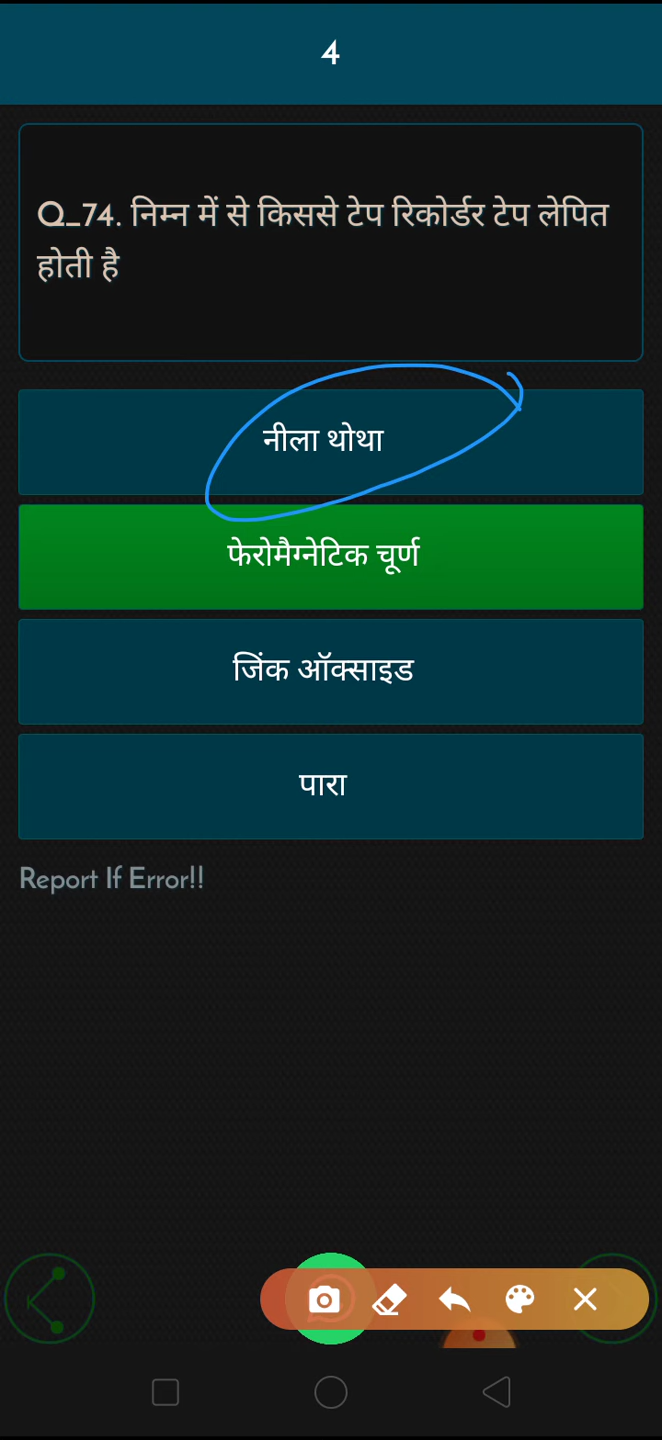 4
Q_74. निम्न में से किससे टेप रिकोर्डर टेप लेपित
होती है
नीला थोथा
फेरोमैग्नेटिक चूर्ण
जिंक ऑक्साइड
पारा
Report If Error!!